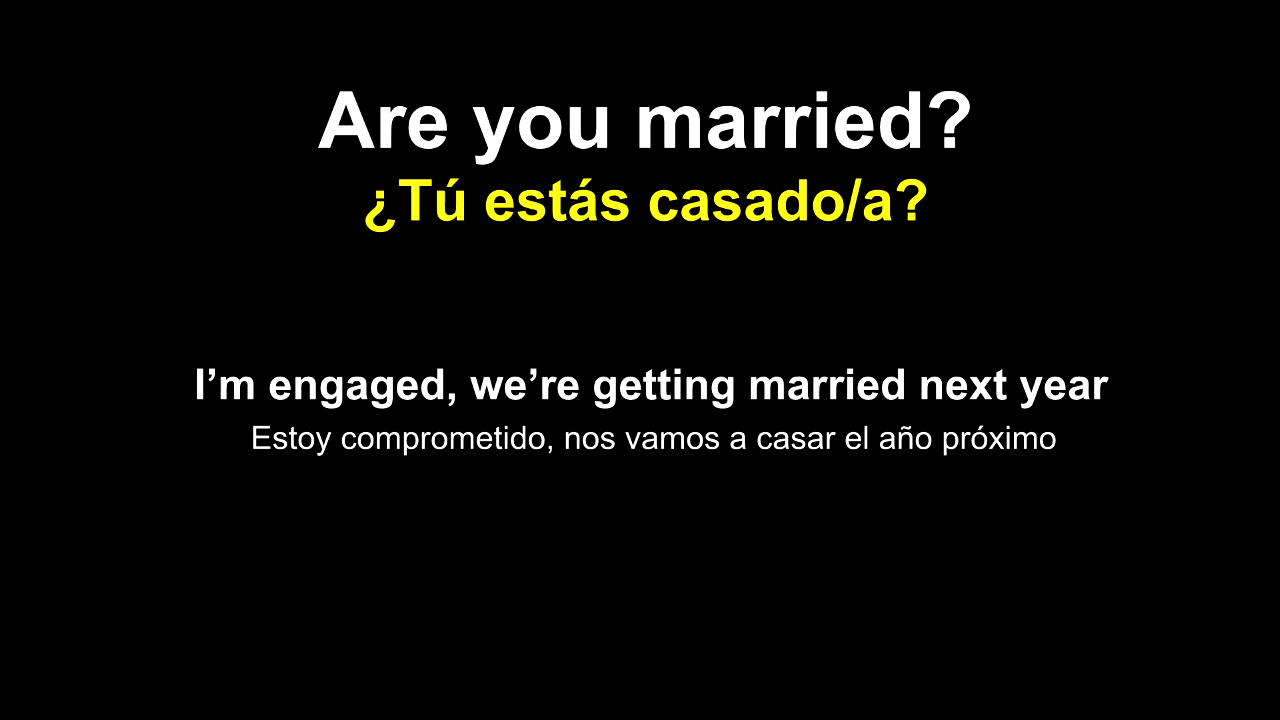 Are you married?
¿Tú estás casado/a?
I’m engaged, we’re getting married next year
Estoy comprometido, nos vamos a casar el año próximo